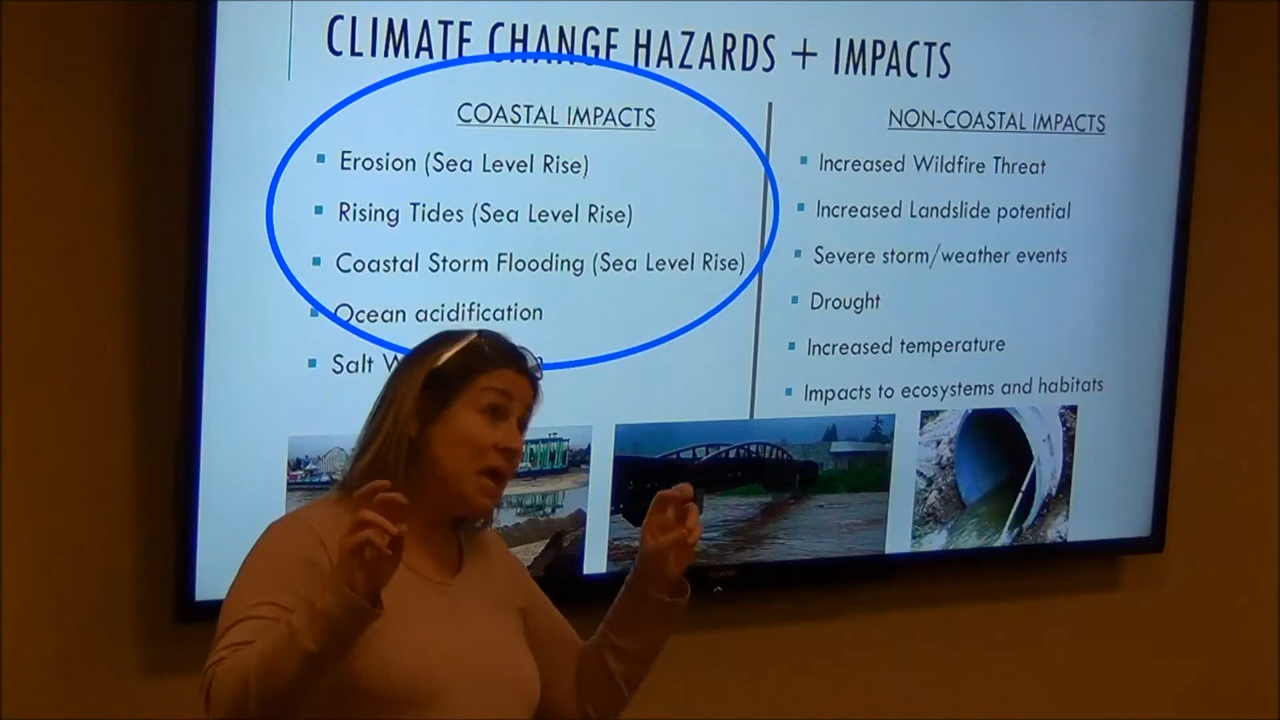 CLIMATE CHANGE HAZARDS + IMPACTS
COASTAL IMPACTS
Erosion (Sea Level Rise)
Rising Tides (Sea Level Rise)
Coastal Storm Flooding (Sea Level Rise)
Ocean acidification
Salt
NON-COASTAL IMPACTS
Increased Wildfire Threat
Increased Landslide potential
Severe storm/weather events
Drought
Increased temperature
Impacts to ecosystems and habitats